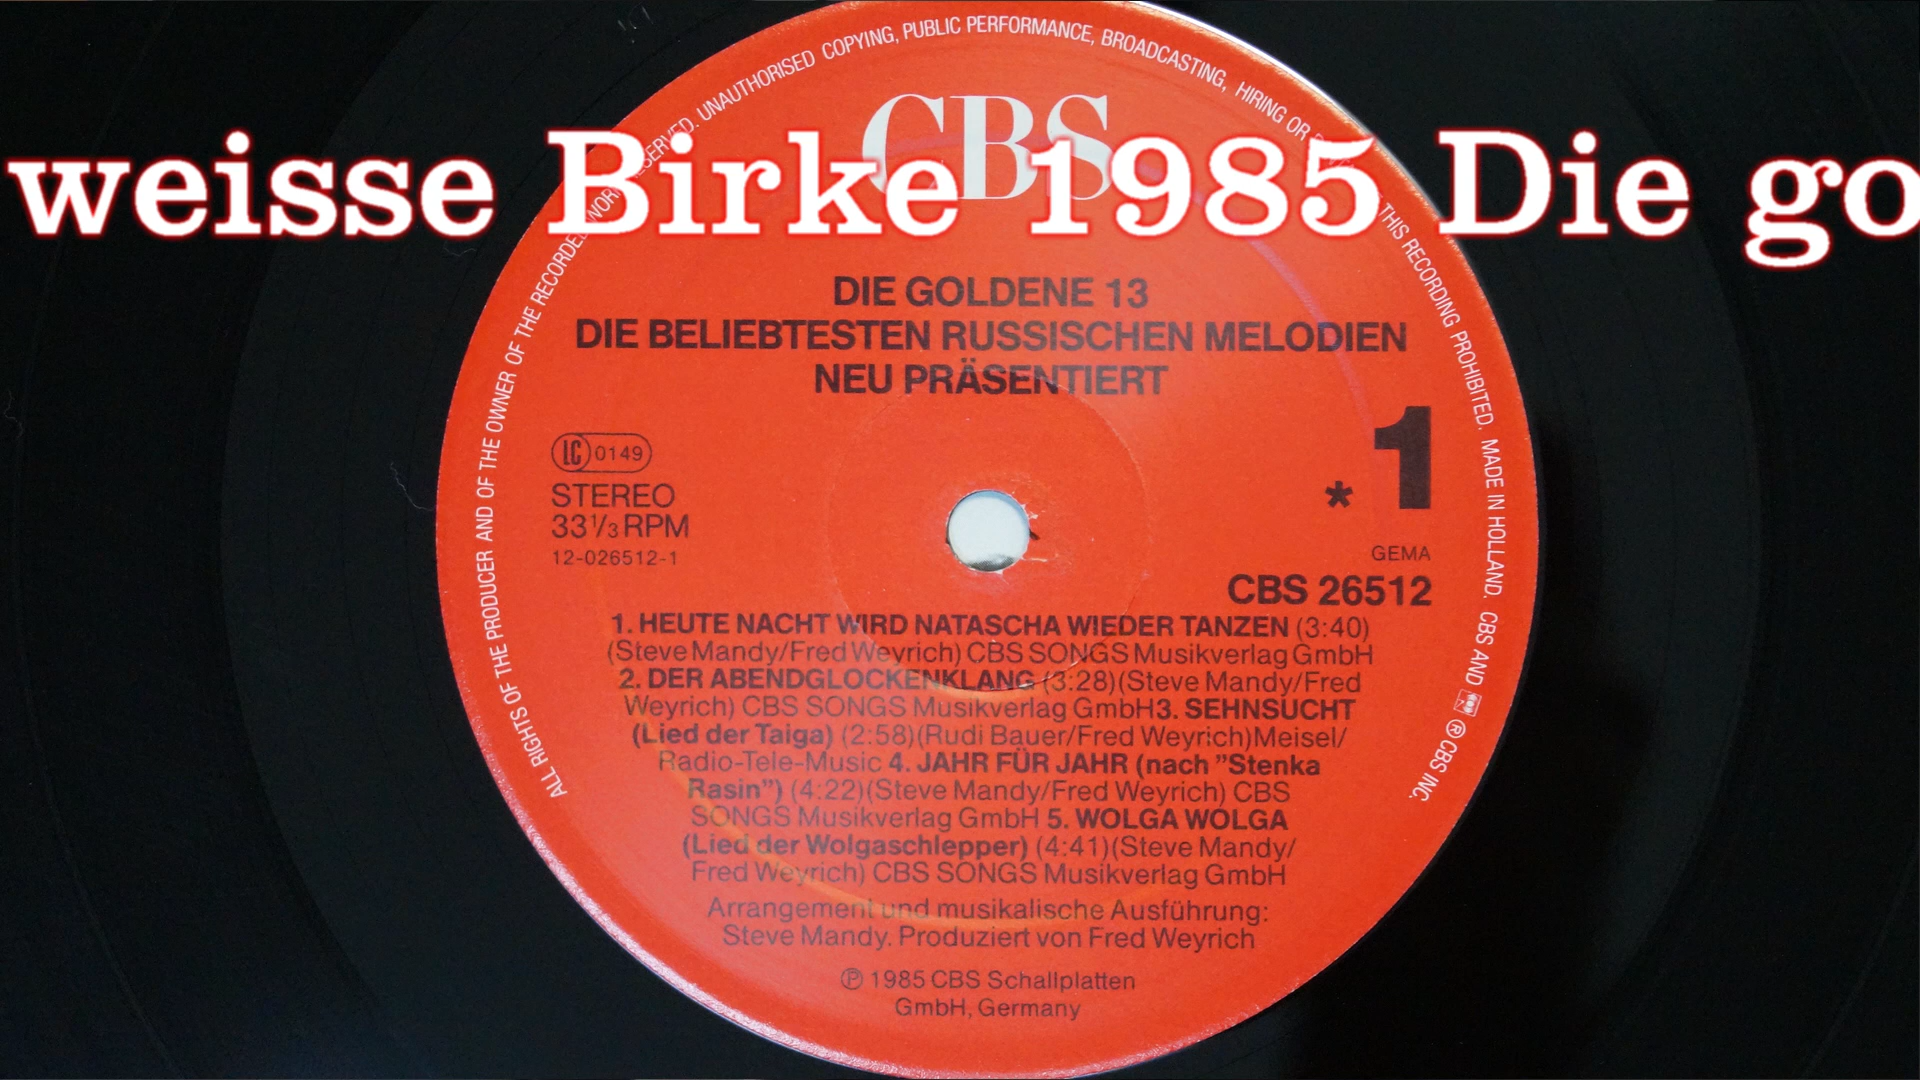 ALL RIGHTS OF THE PRODUCER AND OF THE OWNER OF THE RECORDED WORK RESERVED. UNAUTHORISED COPYING, PUBLIC PERFORMANCE, BROADCASTING, HIRING OR THIS RECORDING PROHIBITED. MADE IN HOLLAND. CBS AND ® CBS INC.
CBS
weisse Birke 1985 Die go
DIE GOLDENE 13
DIE BELIEBTESTEN RUSSISCHEN MELODIEN
NEU PRÄSENTIERT
1
*
LC 0149
STEREO
33 1/3 RPM
12-026512-1
GEMA
CBS 26512
1. HEUTE NACHT WIRD NATASCHA WIEDER TANZEN (3:40)
(Steve Mandy/Fred Weyrich) CBS SONGS Musikverlag GmbH
2. DER ABENDGLOCKENKLANG (3:28)(Steve Mandy/Fred
Weyrich) CBS SONGS Musikverlag GmbH3. SEHNSUCHT
(Lied der Taiga) (2:58)(Rudi Bauer/Fred Weyrich)Meisel/
Radio-Tele-Music 4. JAHR FÜR JAHR (nach ”Stenka
Rasin”) (4:22)(Steve Mandy/Fred Weyrich) CBS
SONGS Musikverlag GmbH 5. WOLGA WOLGA
(Lied der Wolgaschlepper) (4:41)(Steve Mandy/
Fred Weyrich) CBS SONGS Musikverlag GmbH
Arrangement und musikalische Ausführung:
Steve Mandy. Produziert von Fred Weyrich
℗ 1985 CBS Schallplatten
GmbH, Germany